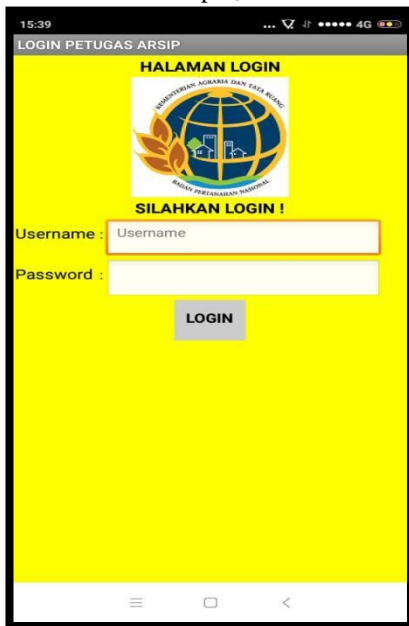 15:39 ... 4G
LOGIN PETUGAS ARSIP
HALAMAN LOGIN
KEMENTERIAN AGRARIA DAN TATA RUANG
BADAN PERTANAHAN NASIONAL
SILAHKAN LOGIN !
Username : Username
Password :
LOGIN